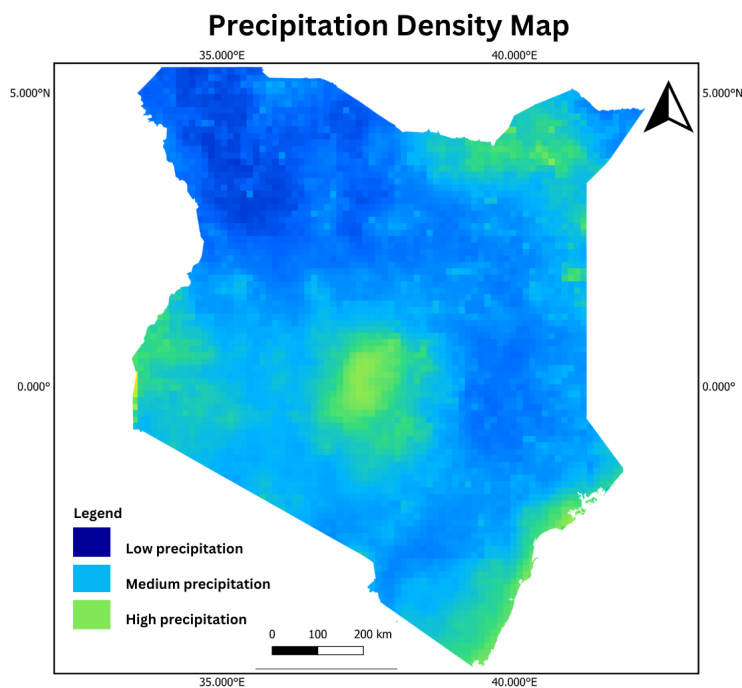 Precipitation Density Map
35.000°E 40.000°E
5.000°N 5.000°N
0.000° 0.000°
Legend
Low precipitation
Medium precipitation
High precipitation
0 100 200 km
35.000°E 40.000°E